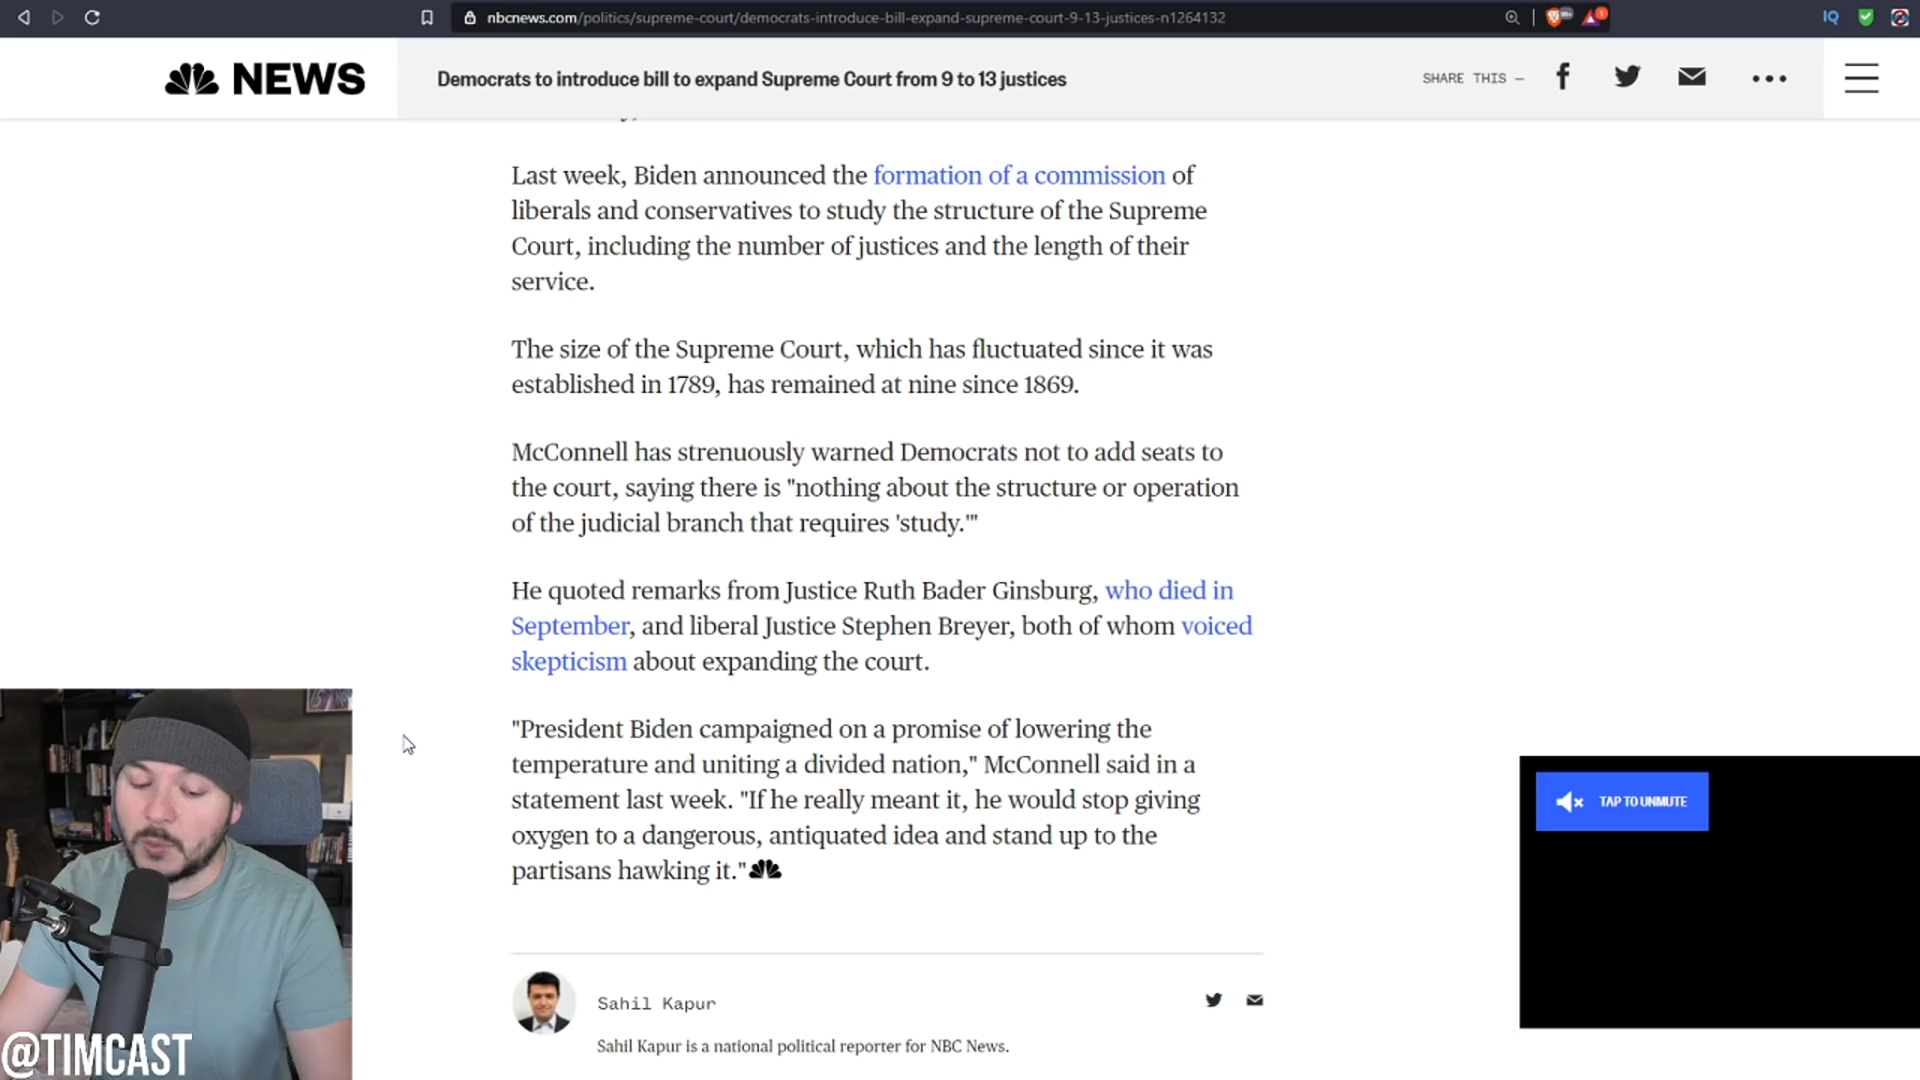 nbcnews.com/politics/supreme-court/democrats-introduce-bill-expand-supreme-court-9-13-justices-n1264132
IQ
NEWS
Democrats to introduce bill to expand Supreme Court from 9 to 13 justices
SHARE THIS —
Last week, Biden announced the formation of a commission of
liberals and conservatives to study the structure of the Supreme
Court, including the number of justices and the length of their
service.
The size of the Supreme Court, which has fluctuated since it was
established in 1789, has remained at nine since 1869.
McConnell has strenuously warned Democrats not to add seats to
the court, saying there is "nothing about the structure or operation
of the judicial branch that requires 'study.'"
He quoted remarks from Justice Ruth Bader Ginsburg, who died in
September, and liberal Justice Stephen Breyer, both of whom voiced
skepticism about expanding the court.
"President Biden campaigned on a promise of lowering the
temperature and uniting a divided nation," McConnell said in a
statement last week. "If he really meant it, he would stop giving
oxygen to a dangerous, antiquated idea and stand up to the
partisans hawking it."
TAP TO UNMUTE
Sahil Kapur
Sahil Kapur is a national political reporter for NBC News.
@TIMCAST